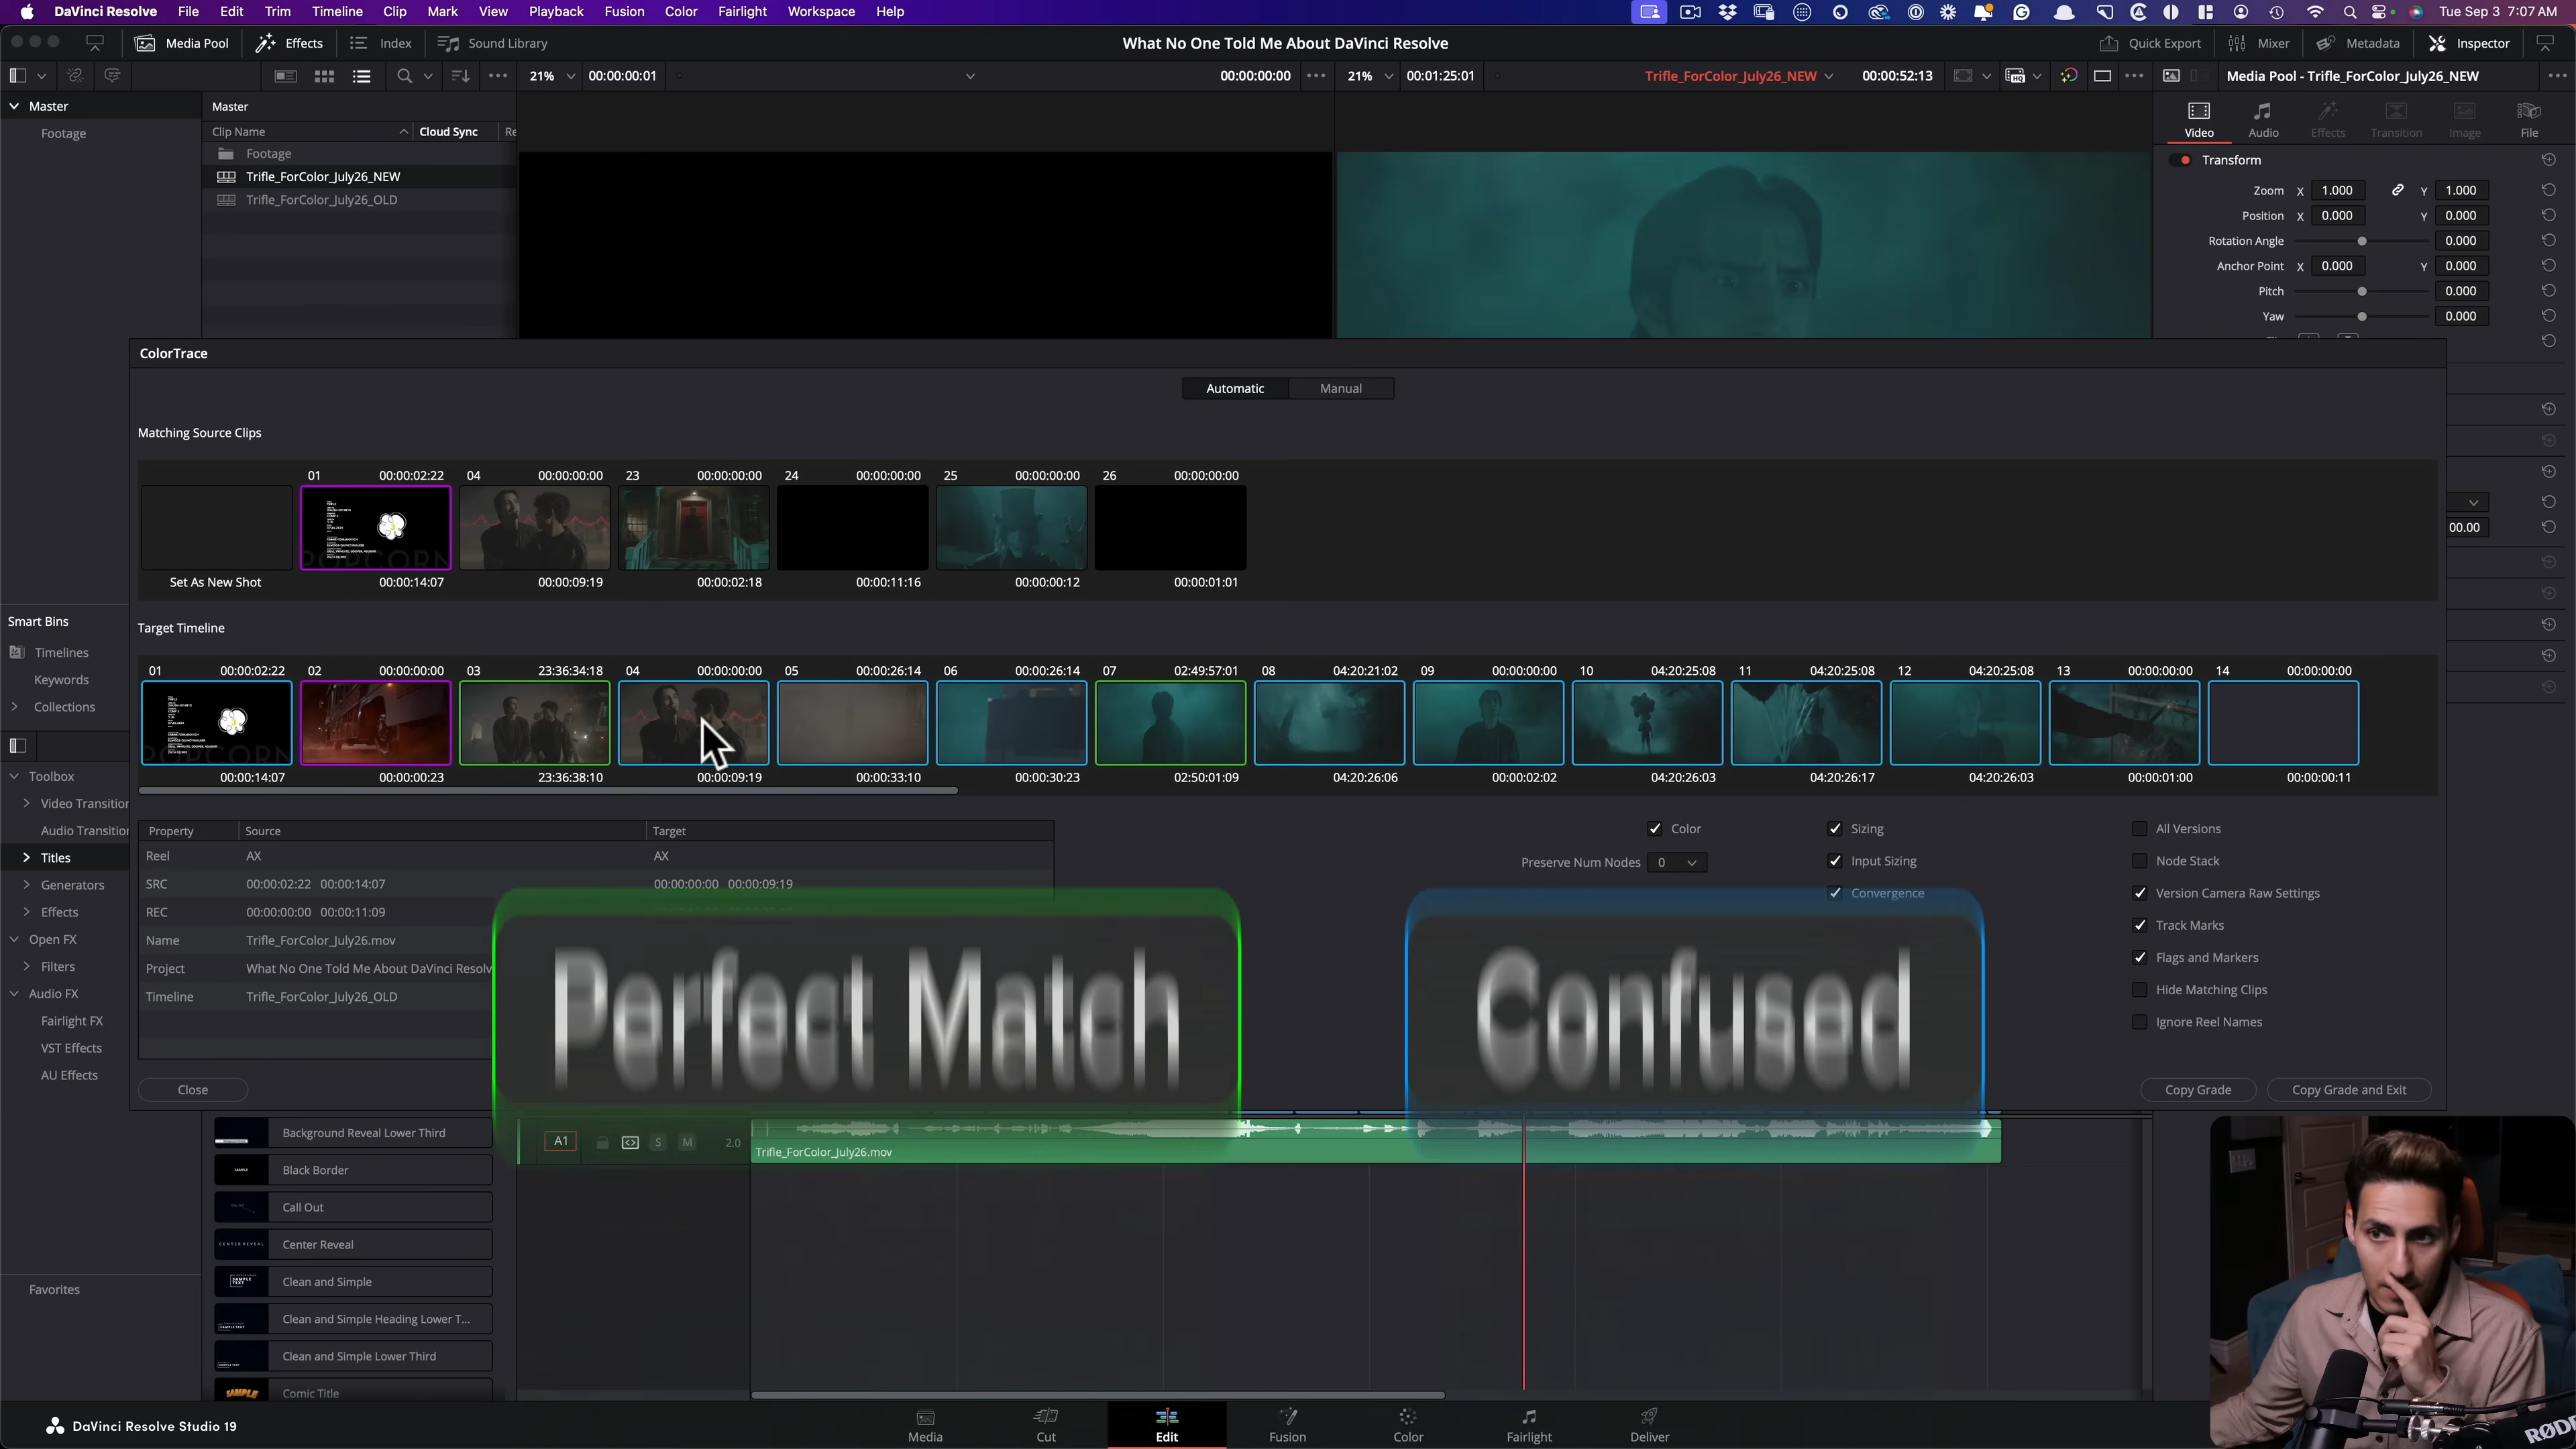 DaVinci Resolve File Edit Trim Timeline Clip Mark View Playback Fusion Color Fairlight Workspace Help
Tue Sep 3 7:07 AM
Media Pool Effects Index Sound Library
What No One Told Me About DaVinci Resolve
Quick Export Mixer Metadata Inspector
21% 00:00:00:01 00:00:00:00
21% 00:01:25:01 Trifle_ForColor_July26_NEW 00:00:52:13
Media Pool - Trifle_ForColor_July26_NEW
Master
Footage
Master
Clip Name Cloud Sync Re
Footage
Trifle_ForColor_July26_NEW
Trifle_ForColor_July26_OLD
Video Audio Effects Transition Image File
Transform
Zoom X 1.000 Y 1.000
Position X 0.000 Y 0.000
Rotation Angle 0.000
Anchor Point X 0.000 Y 0.000
Pitch 0.000
Yaw 0.000
00.00
ColorTrace
Automatic Manual
Matching Source Clips
01 00:00:02:22 04 00:00:00:00 23 00:00:00:00 24 00:00:00:00 25 00:00:00:00 26 00:00:00:00
POPCORN
Set As New Shot 00:00:14:07 00:00:09:19 00:00:02:18 00:00:11:16 00:00:00:12 00:00:01:01
Target Timeline
01 00:00:02:22 02 00:00:00:00 03 23:36:34:18 04 00:00:00:00 05 00:00:26:14 06 00:00:26:14 07 02:49:57:01 08 04:20:21:02 09 00:00:00:00 10 04:20:25:08 11 04:20:25:08 12 04:20:25:08 13 00:00:00:00 14 00:00:00:00
POPCORN
00:00:14:07 00:00:00:23 23:36:38:10 00:00:09:19 00:00:33:10 00:00:30:23 02:50:01:09 04:20:26:06 00:00:02:02 04:20:26:03 04:20:26:17 04:20:26:03 00:00:01:00 00:00:00:11
Property Source Target
Reel AX AX
SRC 00:00:02:22 00:00:14:07 00:00:00:00 00:00:09:19
REC 00:00:00:00 00:00:11:09
Name Trifle_ForColor_July26.mov
Project What No One Told Me About DaVinci Resolv
Timeline Trifle_ForColor_July26_OLD
Color
Preserve Num Nodes 0
Sizing
Input Sizing
Convergence
All Versions
Node Stack
Version Camera Raw Settings
Track Marks
Flags and Markers
Hide Matching Clips
Ignore Reel Names
Perfect Match
Confused
Close
Copy Grade Copy Grade and Exit
Smart Bins
Timelines
Keywords
Collections
Toolbox
Video Transition
Audio Transition
Titles
Generators
Effects
Open FX
Filters
Audio FX
Fairlight FX
VST Effects
AU Effects
Favorites
Background Reveal Lower Third
SAMPLE Black Border
Call Out
CENTER REVEAL Center Reveal
SAMPLE TEXT Clean and Simple
Clean and Simple Heading Lower T...
Clean and Simple Lower Third
SAMPLE Comic Title
A1 S M 2.0
Trifle_ForColor_July26.mov
DaVinci Resolve Studio 19
Media Cut Edit Fusion Color Fairlight Deliver
RØDE